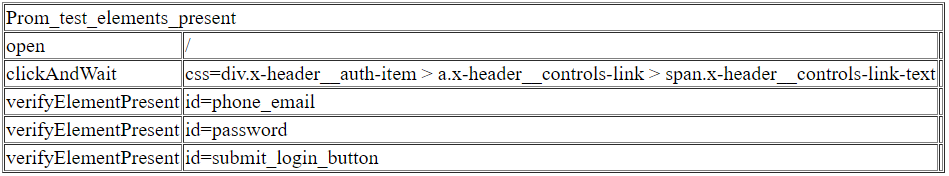 Prom_test_elements_present
open /
clickAndWait css=div.x-header__auth-item > a.x-header__controls-link > span.x-header__controls-link-text
verifyElementPresent id=phone_email
verifyElementPresent id=password
verifyElementPresent id=submit_login_button